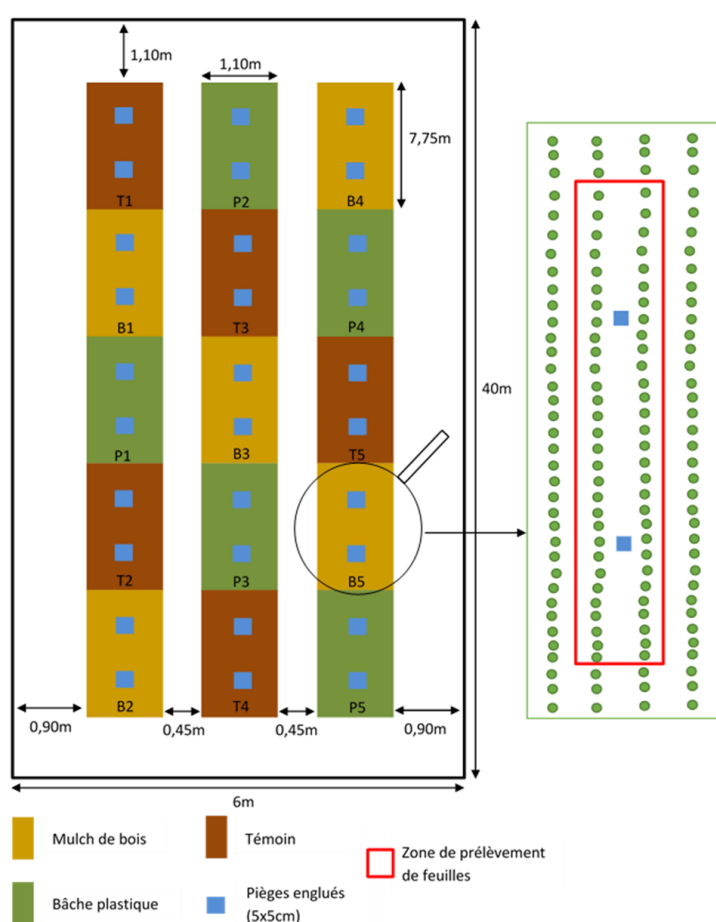 1,10m
1,10m
7,75m
T1
P2
B4
B1
T3
P4
P1
B3
T5
40m
T2
P3
B5
B2
T4
P5
0,90m
0,45m
0,45m
0,90m
6m
Mulch de bois
Témoin
Zone de prélèvement
de feuilles
Bâche plastique
Pièges englués
(5x5cm)